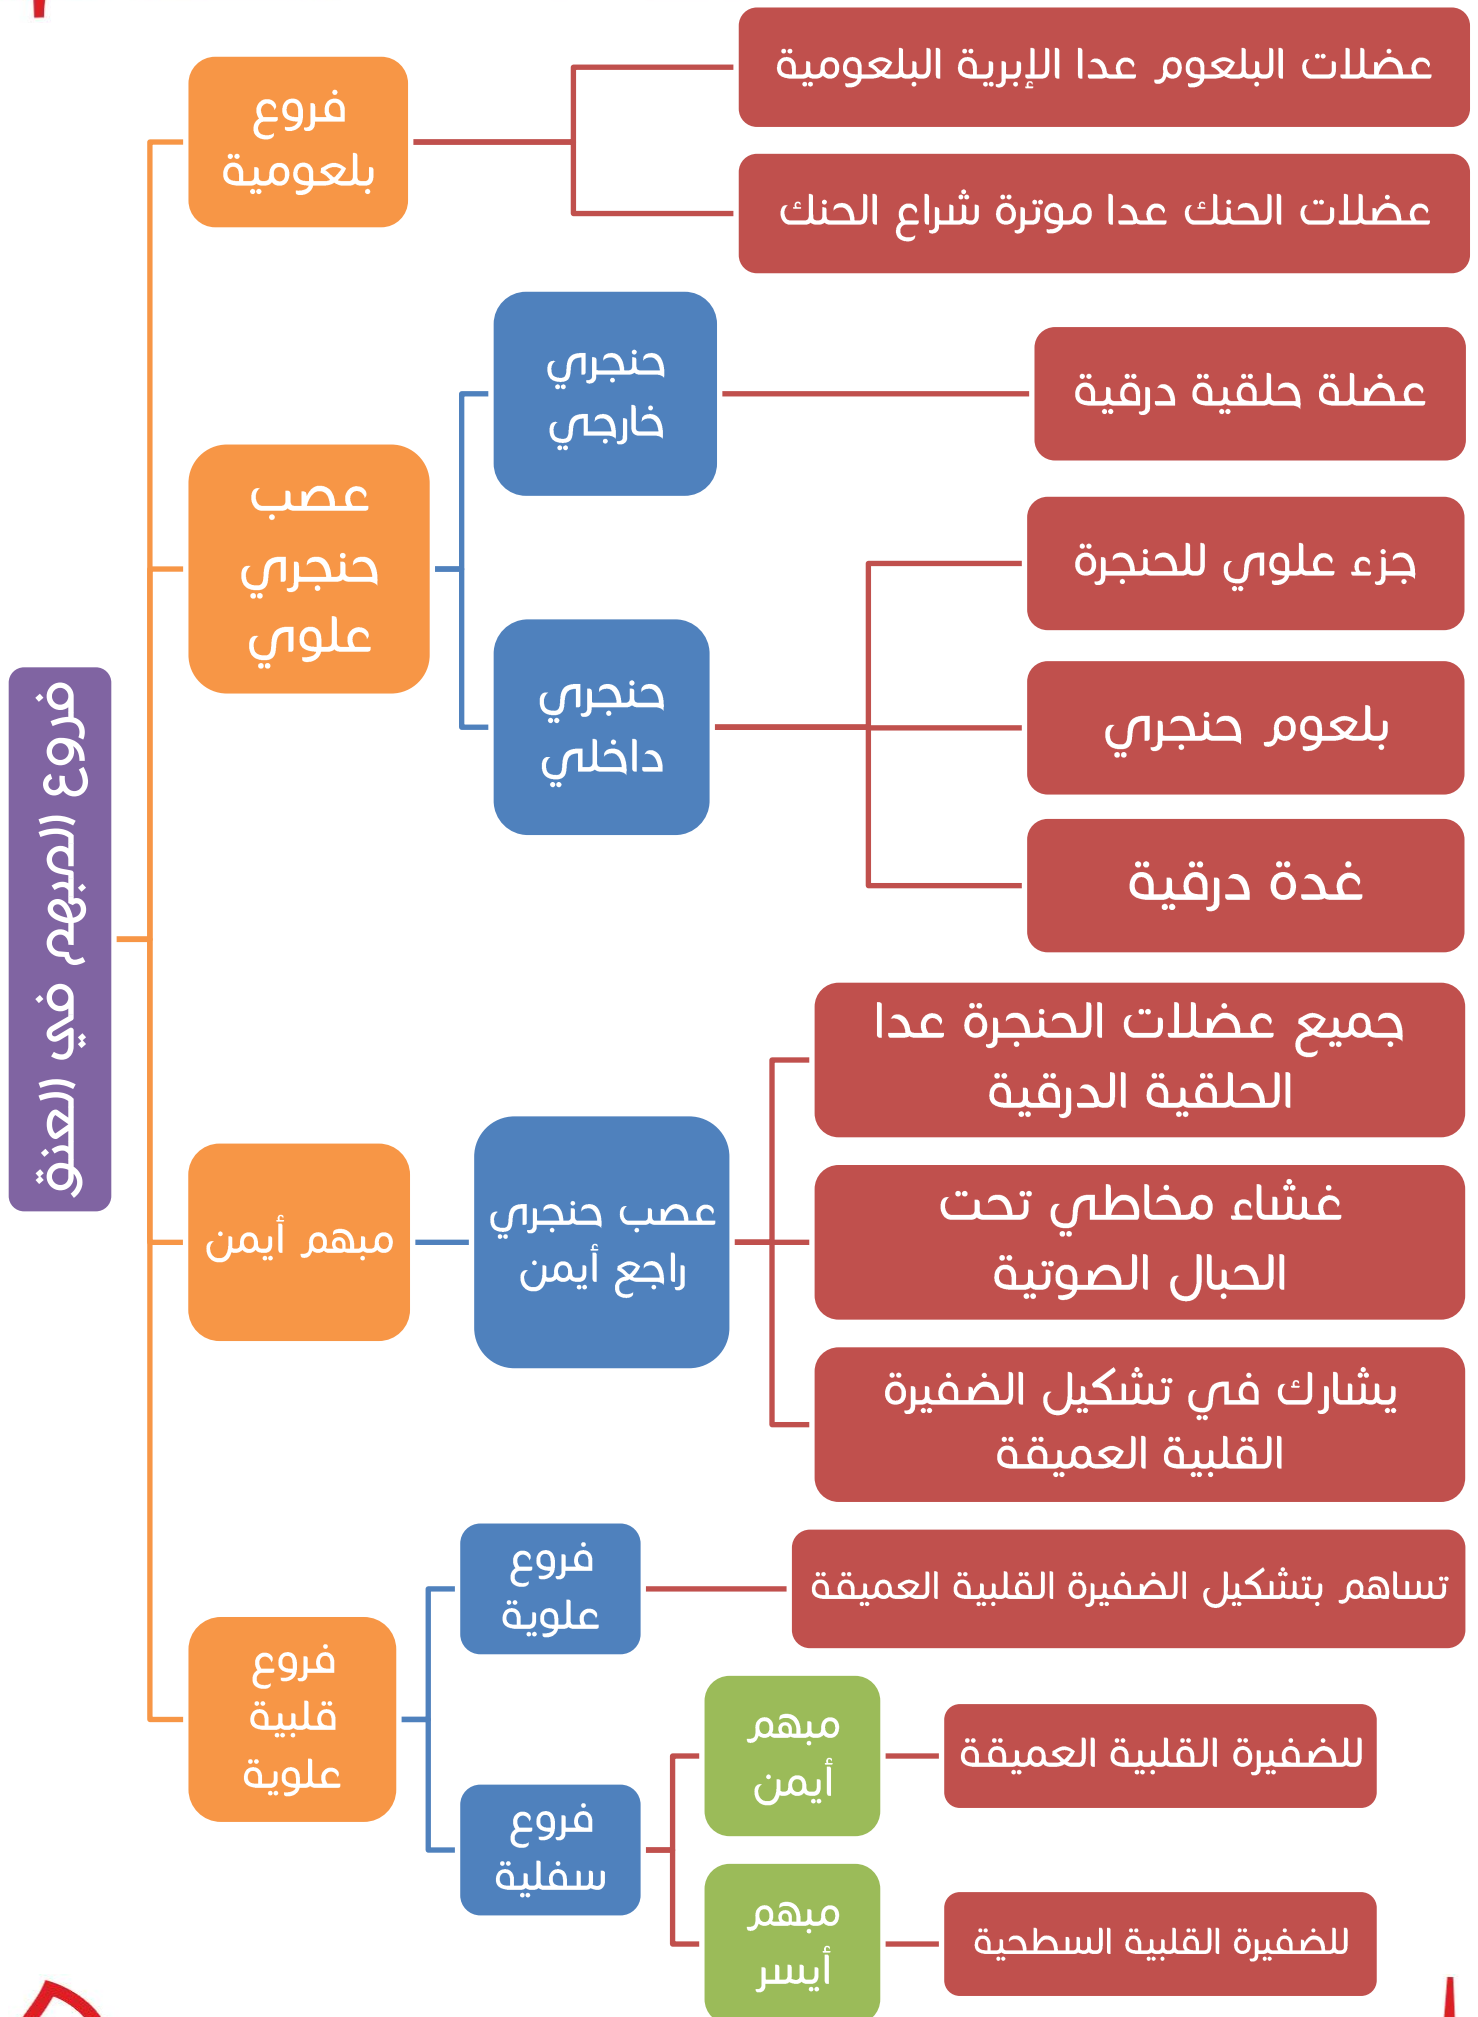 فروع المبهم في العنق
فروع
بلعومية
عضلات البلعوم عدا الإبرية البلعومية
عضلات الحنك عدا موترة شراع الحنك
عصب
حنجري
علوي
حنجري
خارجي
عضلة حلقية درقية
حنجري
داخلي
جزء علوي للحنجرة
بلعوم حنجري
غدة درقية
مبهم أيمن
عصب حنجري
راجع أيمن
جميع عضلات الحنجرة عدا
الحلقية الدرقية
غشاء مخاطي تحت
الحبال الصوتية
يشارك في تشكيل الضفيرة
القلبية العميقة
فروع
قلبية
علوية
فروع
علوية
تساهم بتشكيل الضفيرة القلبية العميقة
فروع
سفلية
مبهم
أيمن
للضفيرة القلبية العميقة
مبهم
أيسر
للضفيرة القلبية السطحية